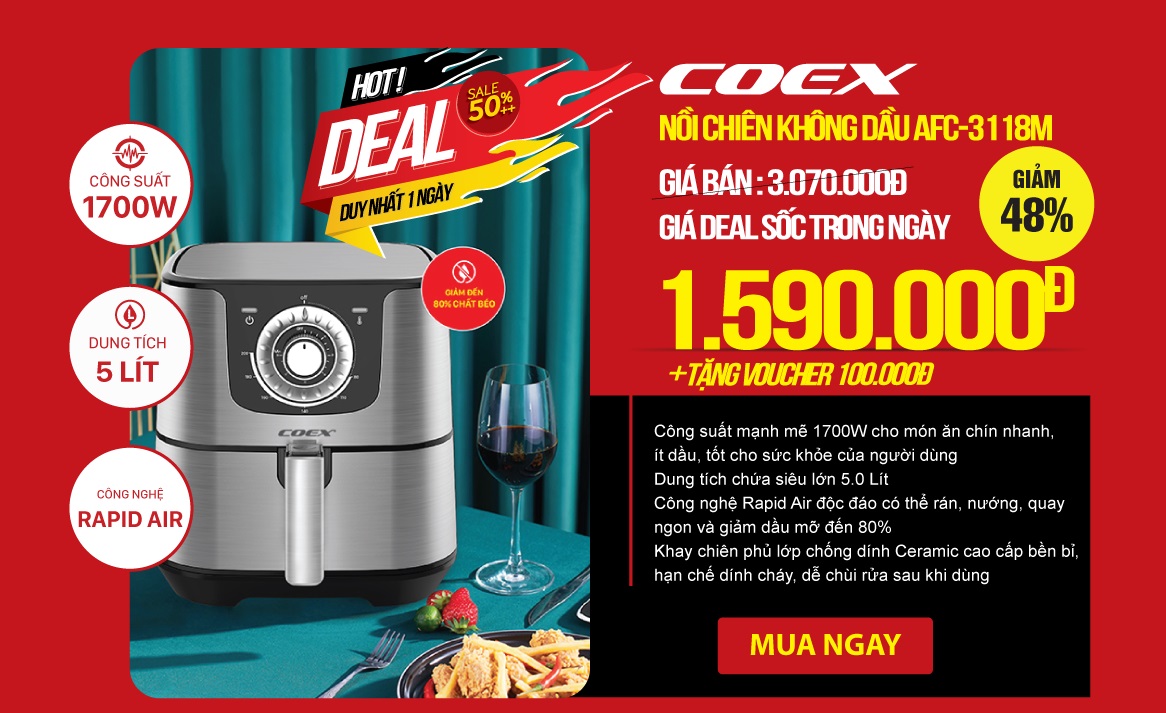 HOT!
DEAL
SALE
50%
++
DUY NHẤT 1 NGÀY
CÔNG SUẤT
1700W
DUNG TÍCH
5 LÍT
CÔNG NGHỆ
RAPID AIR
GIẢM ĐẾN
80% CHẤT BÉO
off
COEX
COEX
NỒI CHIÊN KHÔNG DẦU AFC-3118M
GIÁ BÁN : 3.070.000Đ
GIÁ DEAL SỐC TRONG NGÀY
GIẢM
48%
1.590.000Đ
+TẶNG VOUCHER 100.000Đ
Công suất mạnh mẽ 1700W cho món ăn chín nhanh,
ít dầu, tốt cho sức khỏe của người dùng
Dung tích chứa siêu lớn 5.0 Lít
Công nghệ Rapid Air độc đáo có thể rán, nướng, quay
ngon và giảm dầu mỡ đến 80%
Khay chiên phủ lớp chống dính Ceramic cao cấp bền bỉ,
hạn chế dính cháy, dễ chùi rửa sau khi dùng
MUA NGAY